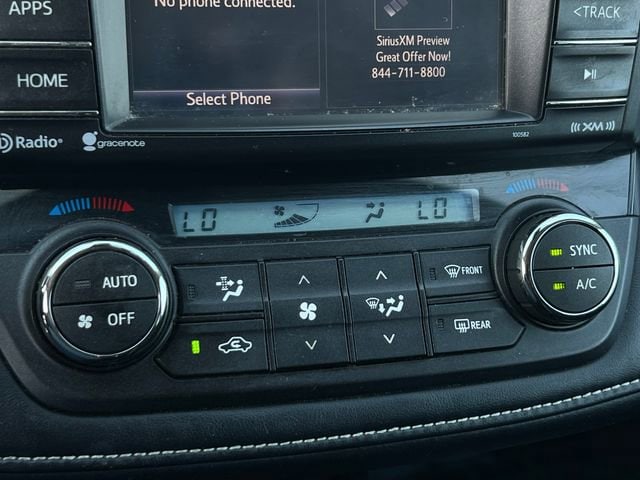 APPS
No phone connected.
<TRACK
SiriusXM Preview
Great Offer Now!
844-711-8800
HOME
Select Phone
HD Radio®
gracenote
100582
((( XM )))
LO
LO
AUTO
OFF
FRONT
REAR
SYNC
A/C